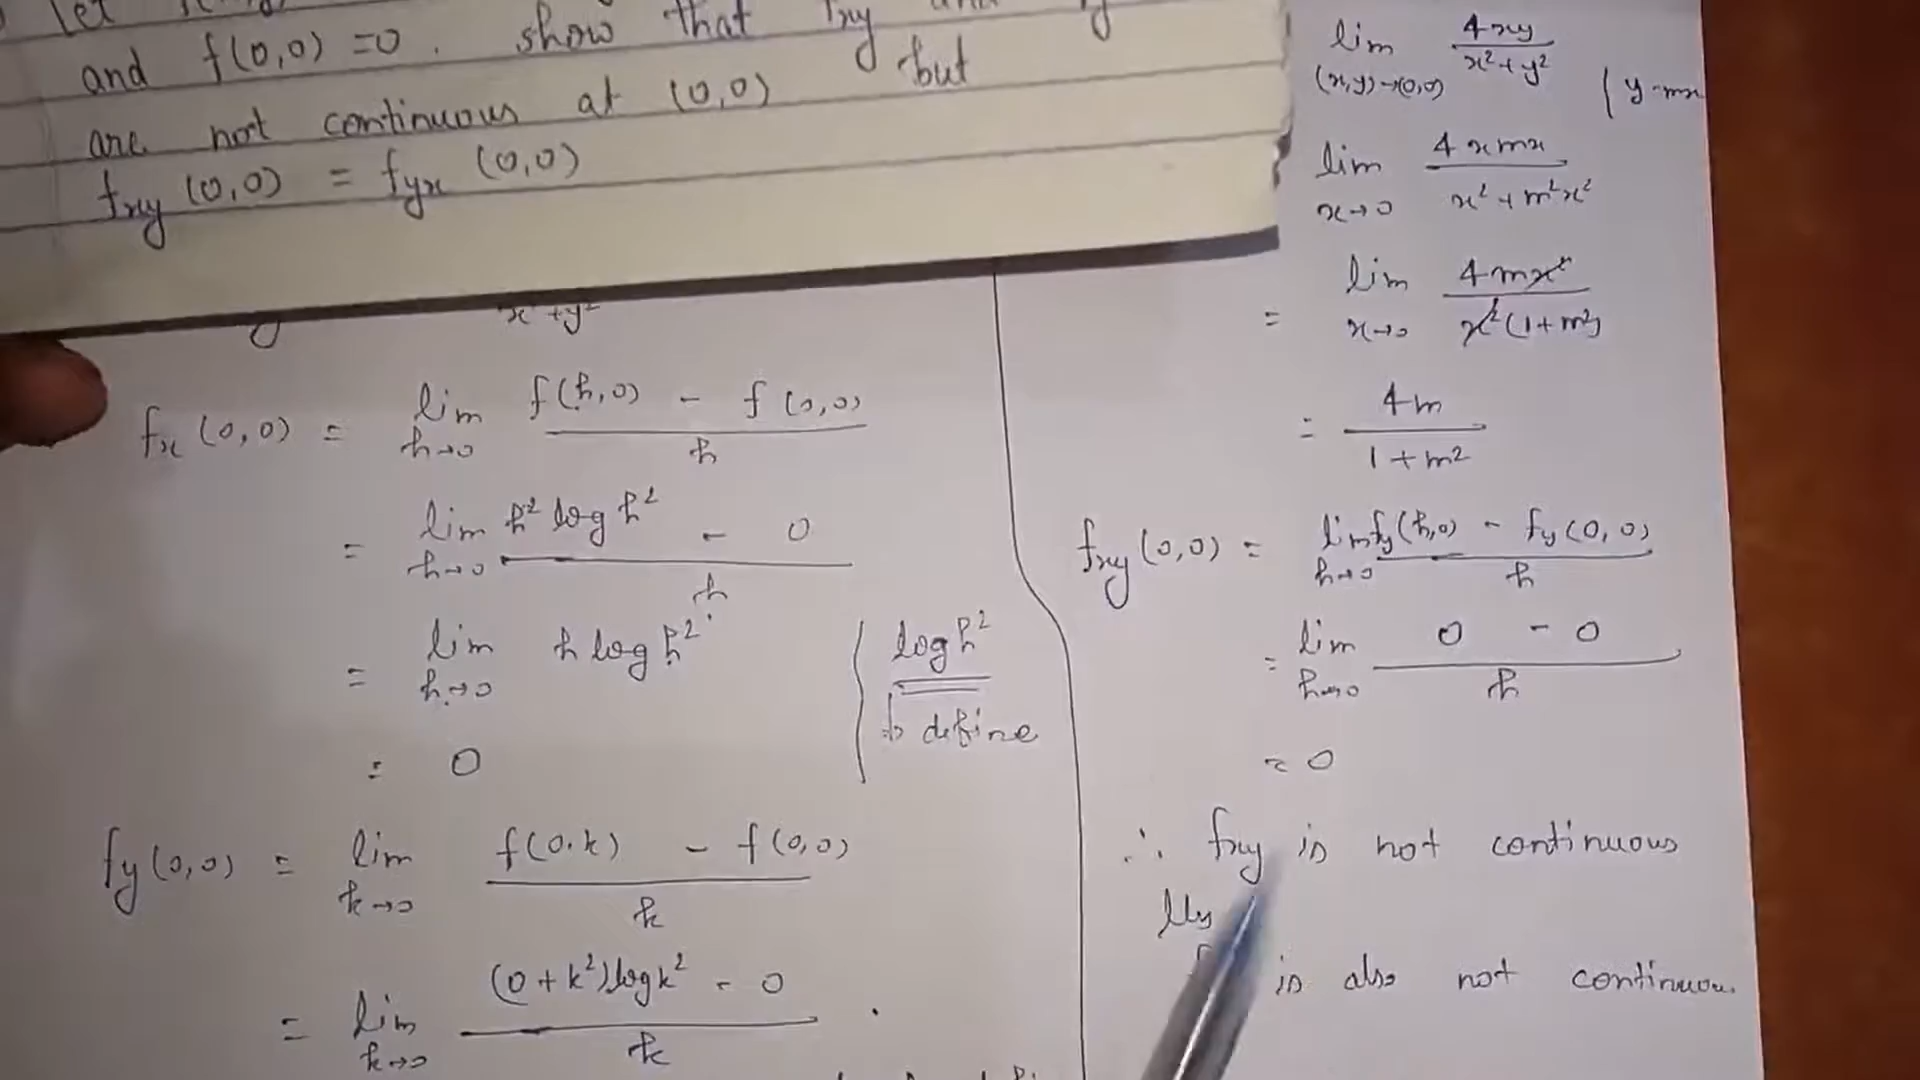 let
and f(0,0) = 0. show that fxy and
are not continuous at (0,0) but
fxy (0,0) = fyx (0,0)
x²+y²
fx (0,0) = lim h→0 f(h,0) - f(0,0) / h
= lim h→0 h² log h² - 0 / h
= lim h→0 h log h²
log h²
define
= 0
fy (0,0) = lim k→0 f(0,k) - f(0,0) / k
= lim k→0 (0+k²) log k² - 0 / k
lim (x,y)→(0,0) 4xy / x²+y² { y=mx
lim x→0 4xmx / x²+m²x²
= lim x→0 4mx² / x²(1+m²)
= 4m / 1+m²
fxy (0,0) = lim h→0 fy(h,0) - fy(0,0) / h
= lim h→0 0 - 0 / h
= 0
∴ fxy is not continuous
lly
is also not continuou.